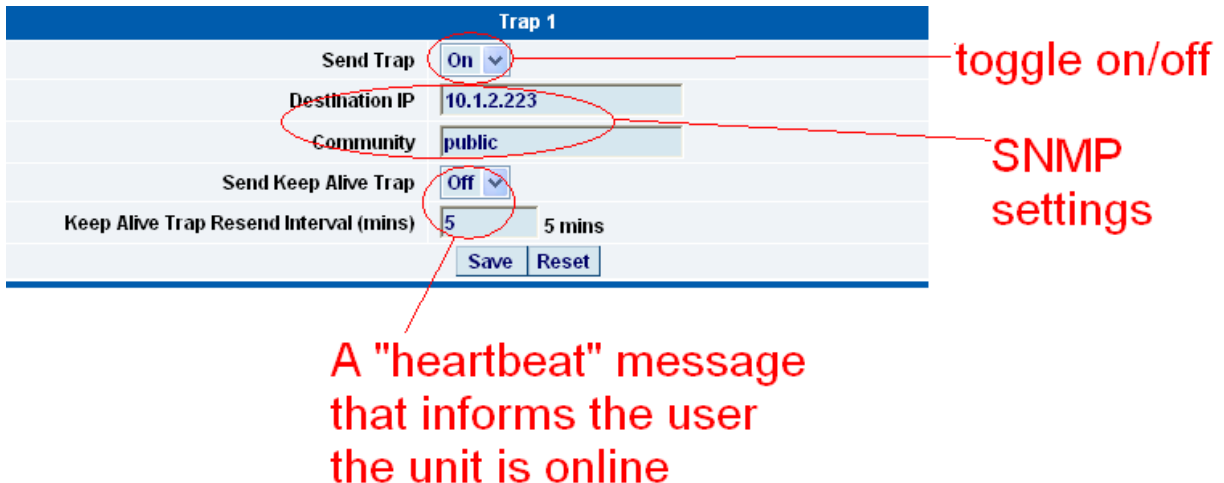 Trap 1
Send Trap On
toggle on/off
Destination IP 10.1.2.223
Community public
SNMP
settings
Send Keep Alive Trap Off
Keep Alive Trap Resend Interval (mins) 5 5 mins
Save Reset
A "heartbeat" message
that informs the user
the unit is online